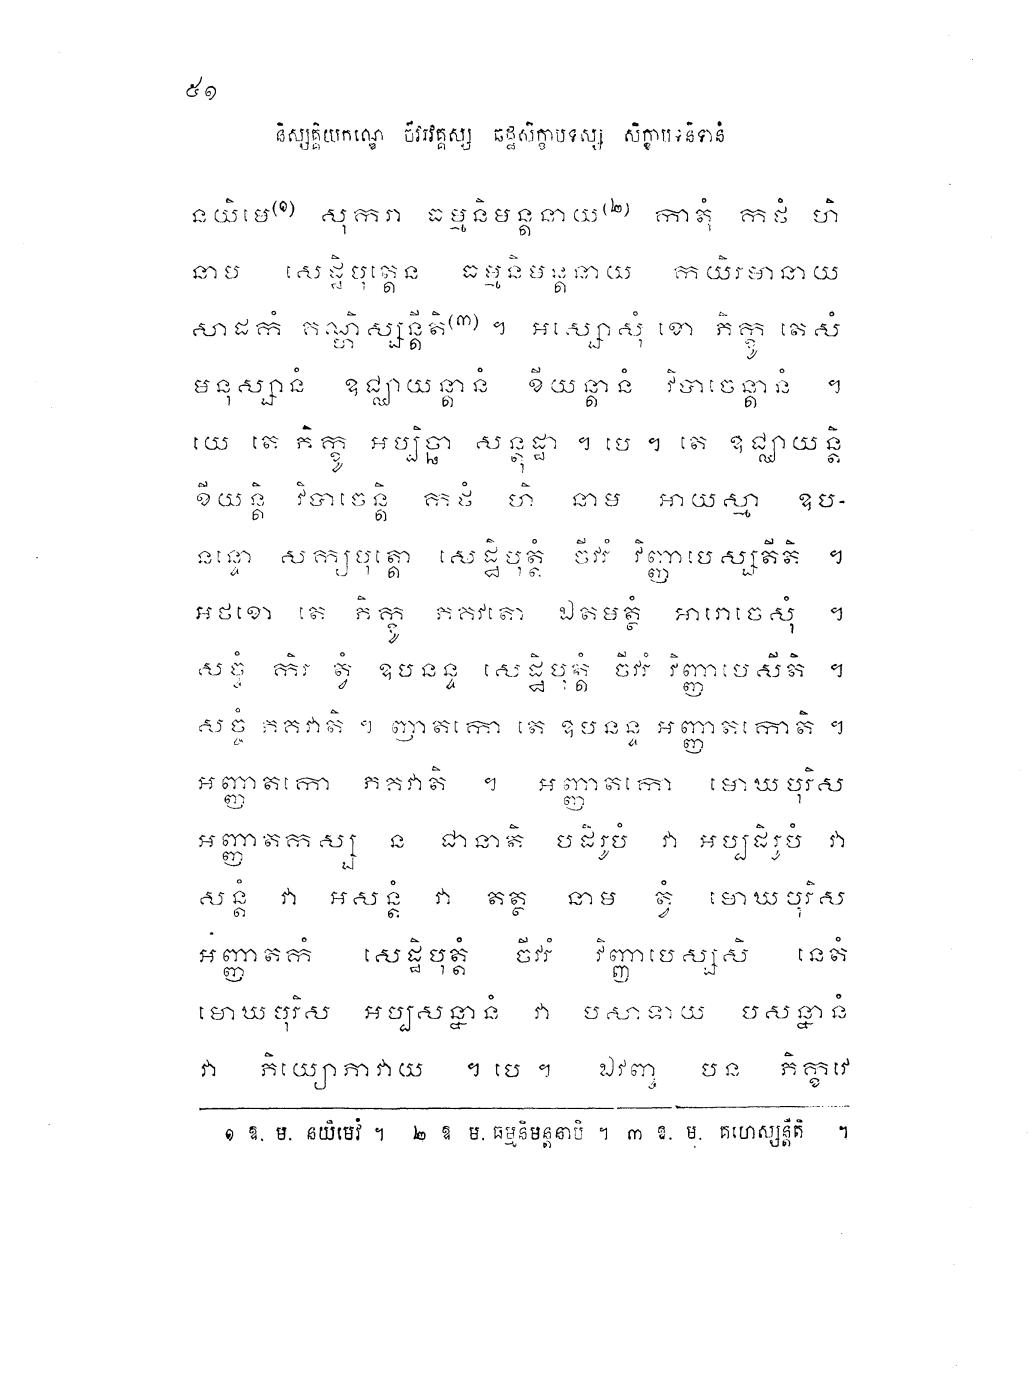 ៥១
និស្សគ្គិយកណ្ឌេ ចីវរវគ្គស្ស ឆដ្ឋសិក្ខាបទស្ស សិក្ខាបទនិទានំ
នយិមេ(១) សុករា ធម្មនិមន្តនាយ(២) កាតុំ កថំ ហិ
នាម សេដ្ឋិបុត្តេន ធម្មនិមន្តនាយ កយិរមានាយ
សាដកំ គណ្ហិស្សន្តីតិ(៣) ។ អស្សោសុំ ខោ ភិក្ខូ តេសំ
មនុស្សានំ ឧជ្ឈាយន្តានំ ខីយន្តានំ វិបាចេន្តានំ ។
យេ តេ ភិក្ខូ អប្បិច្ឆា សន្តុដ្ឋា ។ បេ ។ តេ ឧជ្ឈាយន្តិ
ខីយន្តិ វិបាចេន្តិ កថំ ហិ នាម អាយស្មា ឧប-
នន្ទោ សក្យបុត្តោ សេដ្ឋិបុត្តំ ចីវរំ វិញ្ញាបេស្សតីតិ ។
អថខោ តេ ភិក្ខូ ភគវតោ ឯតមត្ថំ អារោចេសុំ ។
សច្ចំ កិរ ត្វំ ឧបនន្ទ សេដ្ឋិបុត្តំ ចីវរំ វិញ្ញាបេសីតិ ។
សច្ចំ ភគវាតិ ។ ញាតកោ តេ ឧបនន្ទ អញ្ញាតកោតិ ។
អញ្ញាតកោ ភគវាតិ ។ អញ្ញាតកោ មោឃបុរិស
អញ្ញាតកស្ស ន ជានាតិ បដិរូបំ វា អប្បដិរូបំ វា
សន្តំ វា អសន្តំ វា តត្ថ នាម ត្វំ មោឃបុរិស
អញ្ញាតកំ សេដ្ឋិបុត្តំ ចីវរំ វិញ្ញាបេស្សសិ នេតំ
មោឃបុរិស អប្បសន្នានំ វា បសាទាយ បសន្នានំ
វា ភិយ្យោភាវាយ ។ បេ ។ ឯវញ្ច បន ភិក្ខវេ
១ ឧ. ម. នយិមេវំ ។ ២ ឧ ម. ធម្មនិមន្តនាបិ ។ ៣ ឧ. ម. គហេស្សន្តីតិ ។